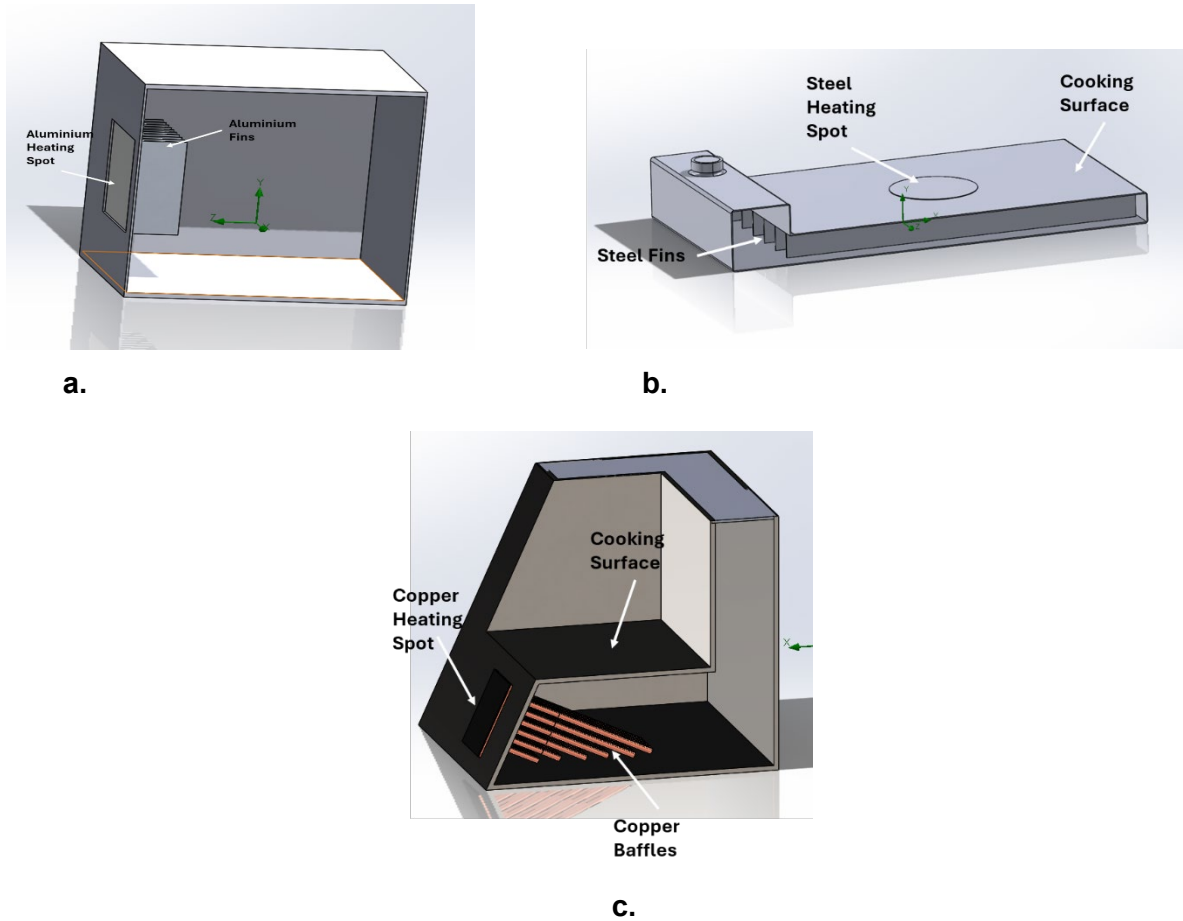 Aluminium
Heating
Spot
Aluminium
Fins
Y
Z
X
a.
Steel
Heating
Spot
Cooking
Surface
Steel Fins
Y
X
Z
b.
Cooking
Surface
Copper
Heating
Spot
X
Copper
Baffles
c.